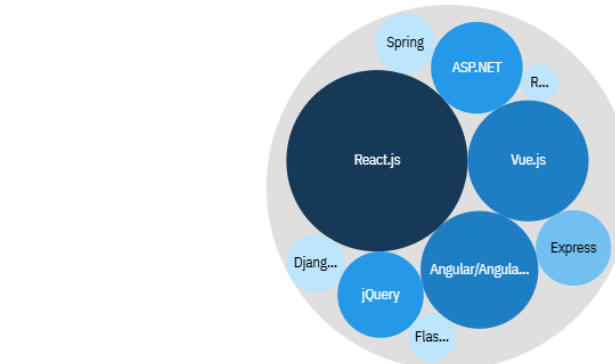 Spring
ASP.NET
R...
React.js
Vue.js
Express
Djang...
Angular/Angula...
jQuery
Flas...